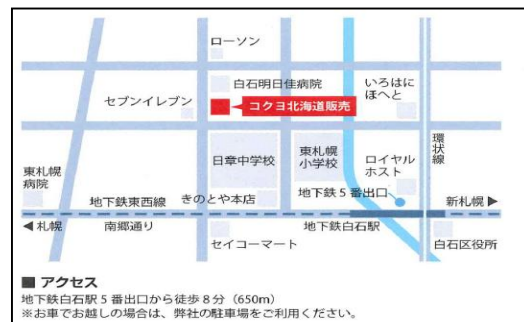 ローソン
白石明日佳病院
いろはに
ほへと
セブンイレブン
コクヨ北海道販売
環状線
日章中学校
東札幌
小学校
ロイヤル
ホスト
東札幌
病院
地下鉄東西線
きのとや本店
地下鉄5番出口
新札幌▶
◀札幌
南郷通り
セイコーマート
地下鉄白石駅
白石区役所
■ アクセス
地下鉄白石駅5番出口から徒歩8分（650m）
※お車でお越しの場合は、弊社の駐車場をご利用ください。